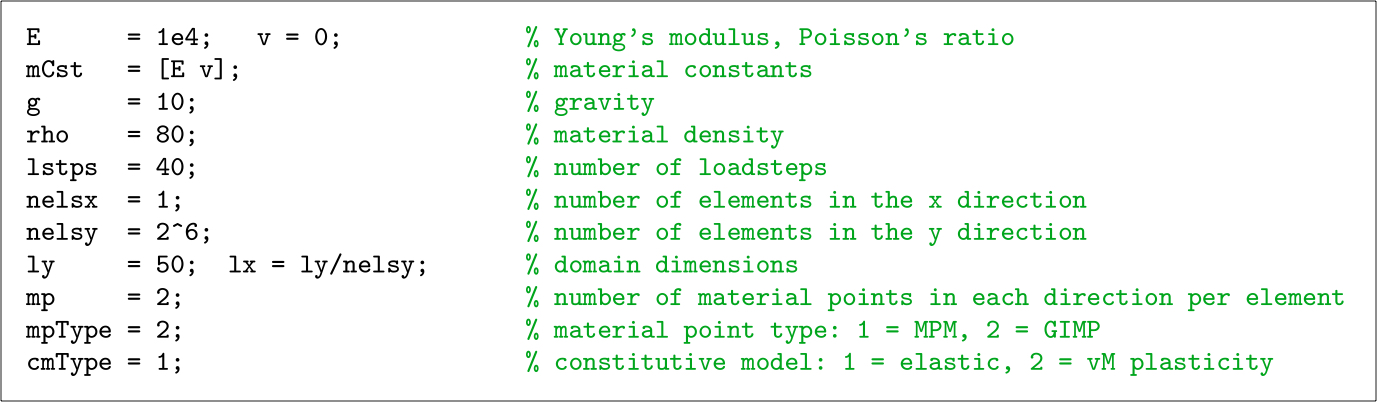 E      = 1e4;   v = 0;             % Young's modulus, Poisson's ratio
mCst   = [E v];                    % material constants
g      = 10;                       % gravity
rho    = 80;                       % material density
lstps  = 40;                       % number of loadsteps
nelsx  = 1;                        % number of elements in the x direction
nelsy  = 2^6;                      % number of elements in the y direction
ly     = 50;  lx = ly/nelsy;       % domain dimensions
mp     = 2;                        % number of material points in each direction per element
mpType = 2;                        % material point type: 1 = MPM, 2 = GIMP
cmType = 1;                        % constitutive model: 1 = elastic, 2 = vM plasticity